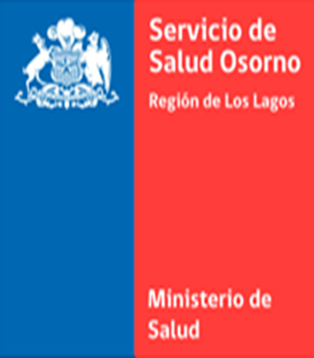 Servicio de
Salud Osorno
Región de Los Lagos
Ministerio de
Salud